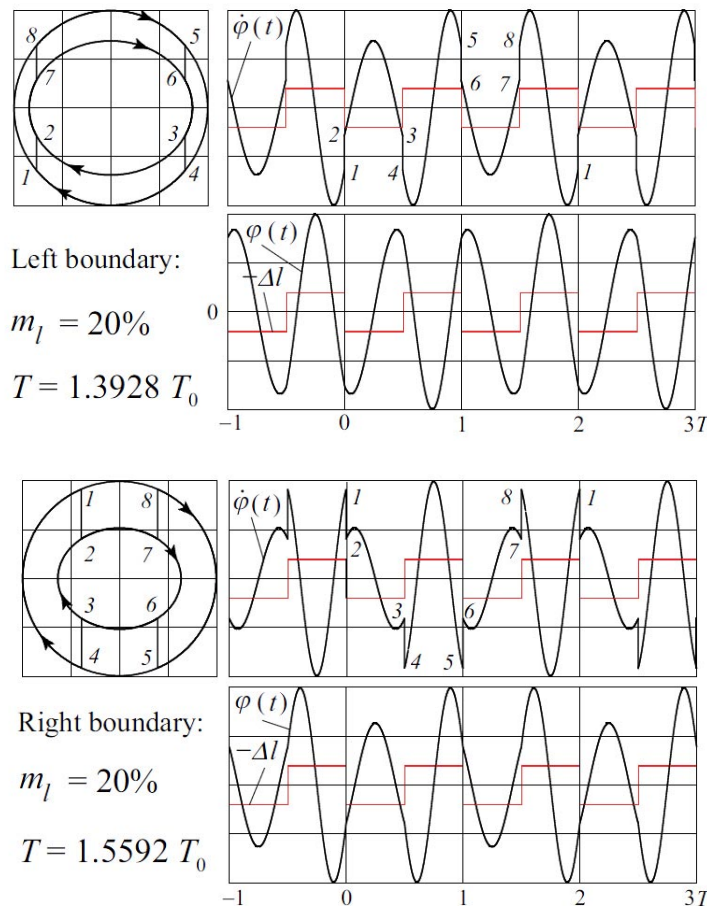 8 5
7 6
2 3
1 4
φ̇(t)
5 8
6 7
2 3
1 4 1
φ(t)
−Δl
0
−1 0 1 2 3T
Left boundary:
m_l = 20%
T = 1.3928 T_0
1 8
2 7
3 6
4 5
φ̇(t)
1 8 1
2 7
3 6
4 5
φ(t)
−Δl
−1 0 1 2 3T
Right boundary:
m_l = 20%
T = 1.5592 T_0